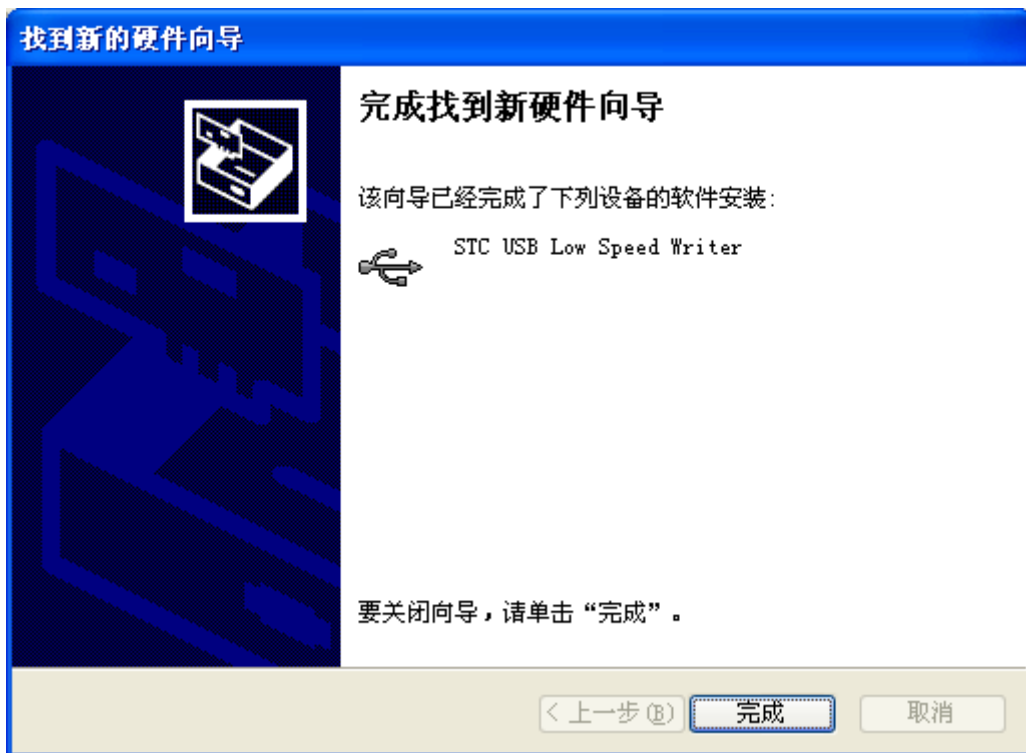 找到新的硬件向导
完成找到新硬件向导
该向导已经完成了下列设备的软件安装:
STC USB Low Speed Writer
要关闭向导，请单击“完成”。
< 上一步(B)
完成
取消